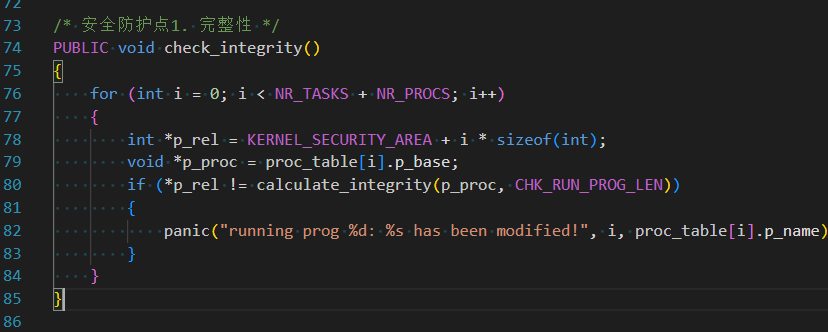 72
73 /* 安全防护点1. 完整性 */
74 PUBLIC void check_integrity()
75 {
76     for (int i = 0; i < NR_TASKS + NR_PROCS; i++)
77     {
78         int *p_rel = KERNEL_SECURITY_AREA + i * sizeof(int);
79         void *p_proc = proc_table[i].p_base;
80         if (*p_rel != calculate_integrity(p_proc, CHK_RUN_PROG_LEN))
81         {
82             panic("running prog %d: %s has been modified!", i, proc_table[i].p_name)
83         }
84     }
85 }
86